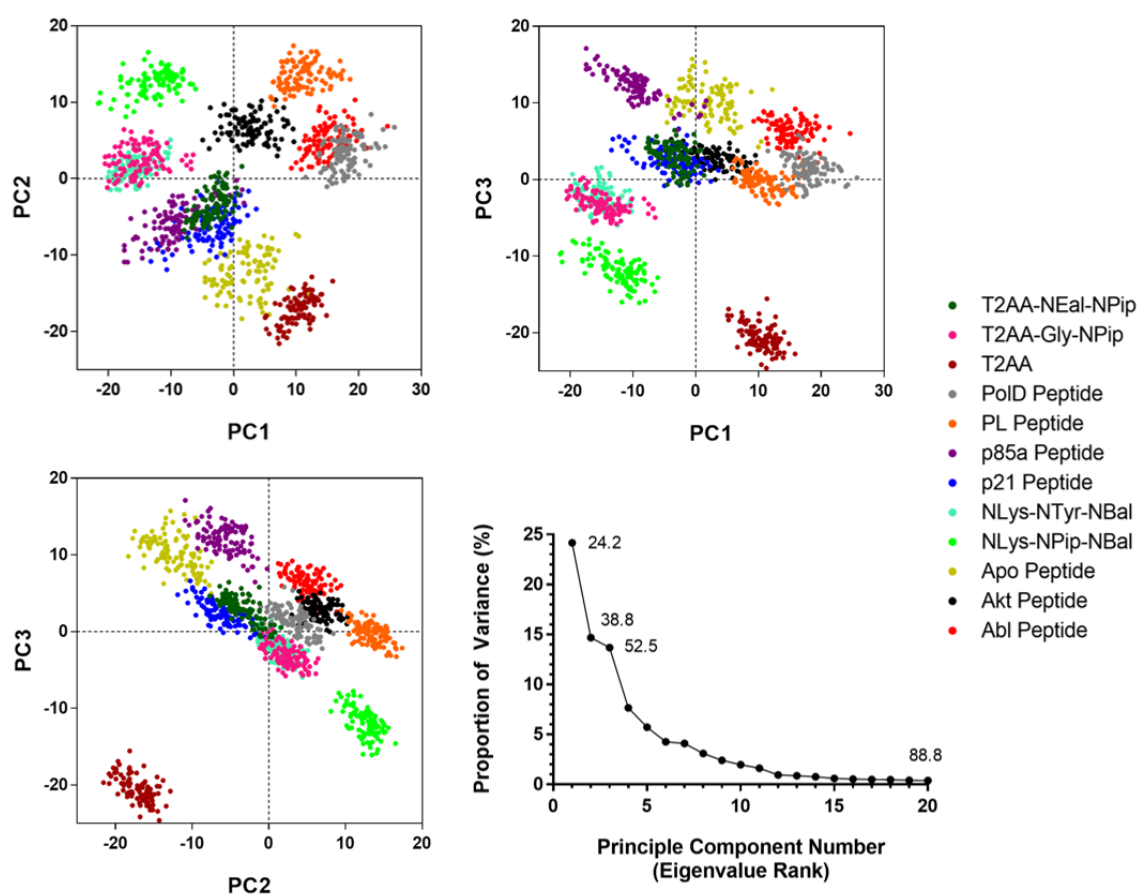 20
10
0
-10
-20
PC2
-20
-10
0
10
20
30
PC1
20
10
0
-10
-20
PC3
-20
-10
0
10
20
30
PC1
20
10
0
-10
-20
PC3
-20
-10
0
10
20
PC2
25
20
15
10
5
0
Proportion of Variance (%)
24.2
38.8
52.5
88.8
0
5
10
15
20
Principle Component Number
(Eigenvalue Rank)
T2AA-NEal-NPip
T2AA-Gly-NPip
T2AA
PolD Peptide
PL Peptide
p85a Peptide
p21 Peptide
NLys-NTyr-NBal
NLys-NPip-NBal
Apo Peptide
Akt Peptide
Abl Peptide